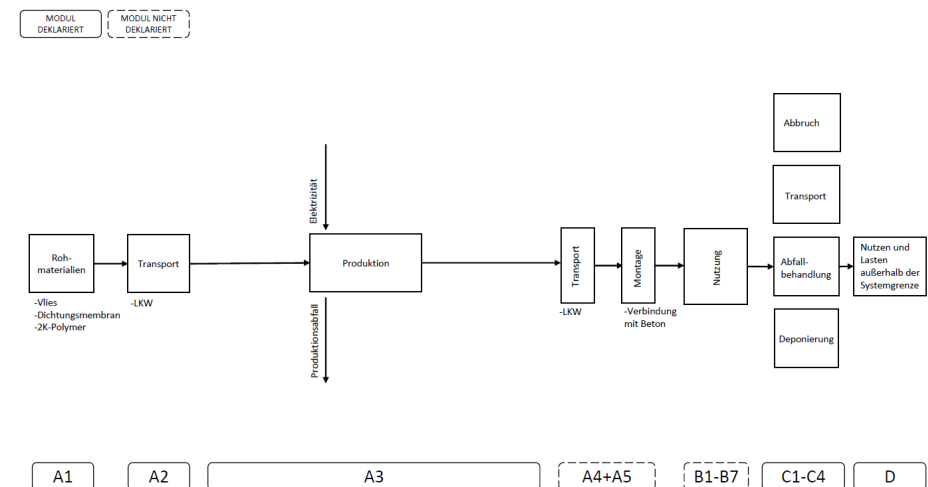 MODUL
DEKLARIERT
MODUL NICHT
DEKLARIERT
Abbruch
Transport
Elektrizität
Roh-
materialien
Transport
Produktion
Transport
Montage
Nutzung
Abfall-
behandlung
Nutzen und
Lasten
außerhalb der
Systemgrenze
-Vlies
-Dichtungsmembran
-2K-Polymer
-LKW
Produktionsabfall
-LKW
-Verbindung
mit Beton
Deponierung
A1
A2
A3
A4+A5
B1-B7
C1-C4
D